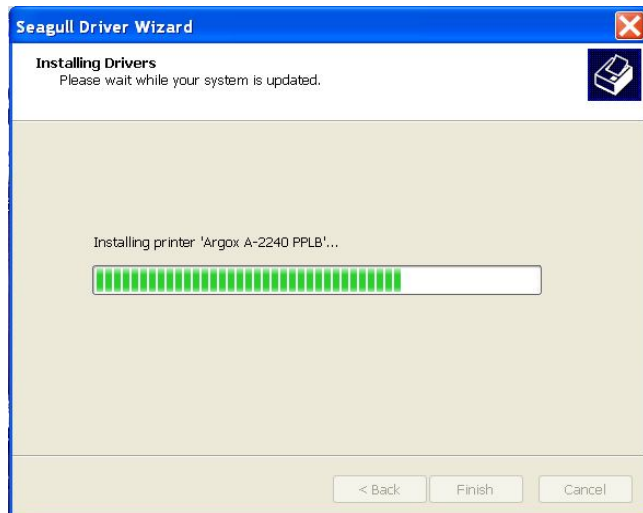 Seagull Driver Wizard
Installing Drivers
Please wait while your system is updated.
Installing printer 'Argox A-2240 PPLB'...
< Back Finish Cancel